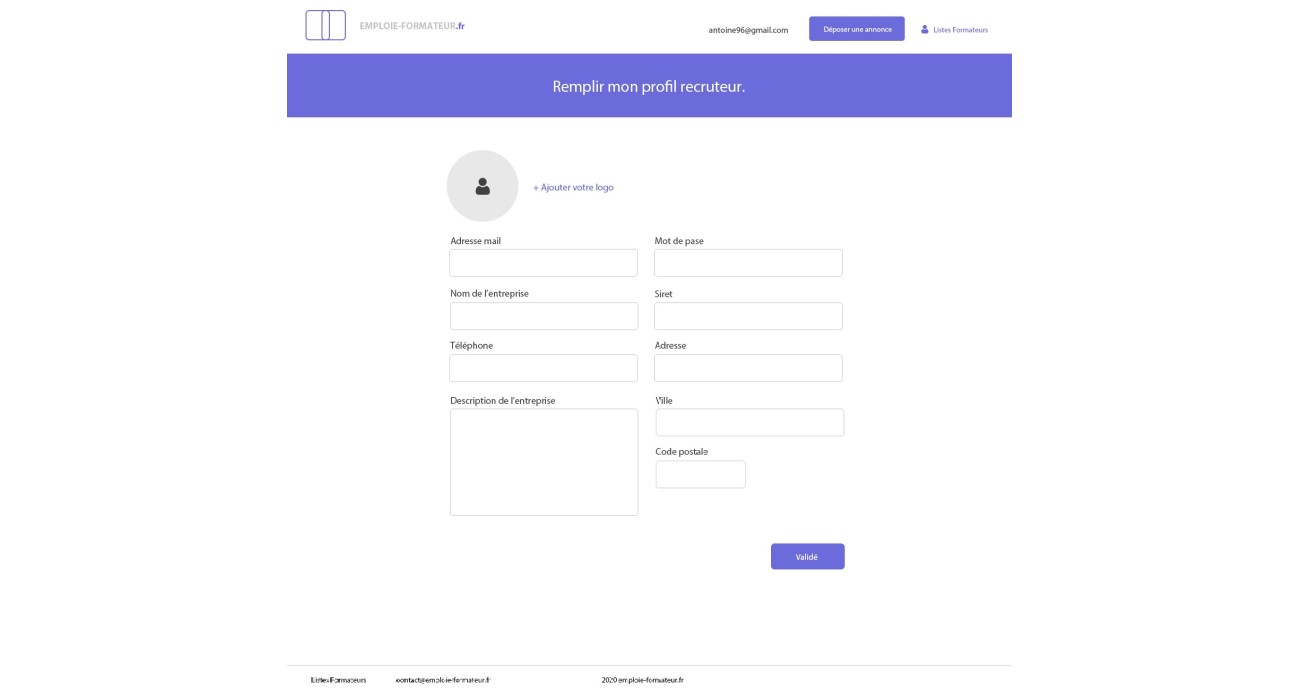 EMPLOIE-FORMATEUR.fr
antoine96@gmail.com
Déposer une annonce
Listes Formateurs
Remplir mon profil recruteur.
+ Ajouter votre logo
Adresse mail
Mot de pase
Nom de l'entreprise
Siret
Téléphone
Adresse
Description de l'entreprise
Ville
Code postale
Validé
Listes Formateurs
contact@emploie-formateur.fr
2020 emploie-formateur.fr